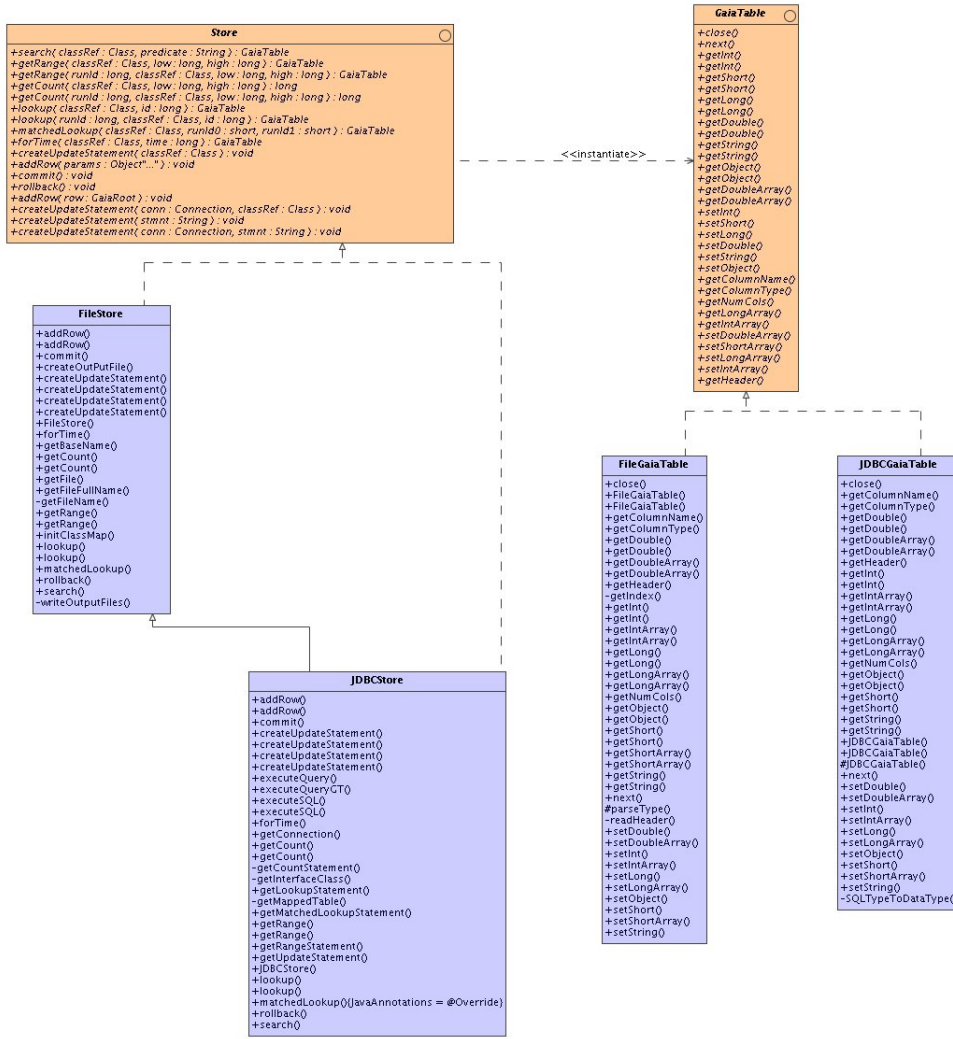 Store
+search( classRef : Class, predicate : String ) : GaiaTable
+getRange( classRef : Class, low : long, high : long ) : GaiaTable
+getRange( runId : long, classRef : Class, low : long, high : long ) : GaiaTable
+getCount( classRef : Class, low : long, high : long ) : long
+getCount( runId : long, classRef : Class, low : long, high : long ) : long
+lookup( classRef : Class, id : long ) : GaiaTable
+lookup( runId : long, classRef : Class, id : long ) : GaiaTable
+matchedLookup( classRef : Class, runId0 : short, runId1 : short ) : GaiaTable
+forTime( classRef : Class, time : long ) : GaiaTable
+createUpdateStatement( classRef : Class ) : void
+addRow( params : Object"..." ) : void
+commit() : void
+rollback() : void
+addRow( row : GaiaRoot ) : void
+createUpdateStatement( conn : Connection, classRef : Class ) : void
+createUpdateStatement( stmnt : String ) : void
+createUpdateStatement( conn : Connection, stmnt : String ) : void
<<instantiate>>
GaiaTable
+close()
+next()
+getInt()
+getInt()
+getShort()
+getShort()
+getLong()
+getLong()
+getDouble()
+getDouble()
+getString()
+getString()
+getObject()
+getObject()
+getDoubleArray()
+getDoubleArray()
+setInt()
+setShort()
+setLong()
+setDouble()
+setString()
+setObject()
+getColumnName()
+getColumnType()
+getNumCols()
+getLongArray()
+getIntArray()
+setDoubleArray()
+setShortArray()
+setLongArray()
+setIntArray()
+getHeader()
FileStore
+addRow()
+addRow()
+commit()
+createOutPutFile()
+createUpdateStatement()
+createUpdateStatement()
+createUpdateStatement()
+createUpdateStatement()
+FileStore()
+forTime()
+getBaseName()
+getCount()
+getCount()
+getFile()
+getFileFullName()
-getFileName()
+getRange()
+getRange()
+initClassMap()
+lookup()
+lookup()
+matchedLookup()
+rollback()
+search()
-writeOutputFiles()
JDBCStore
+addRow()
+addRow()
+commit()
+createUpdateStatement()
+createUpdateStatement()
+createUpdateStatement()
+createUpdateStatement()
+executeQuery()
+executeQueryGT()
+executeSQL()
+executeSQL()
+forTime()
+getConnection()
+getCount()
+getCount()
-getCountStatement()
-getInterfaceClass()
+getLookupStatement()
-getMappedTable()
+getMatchedLookupStatement()
+getRange()
+getRange()
+getRangeStatement()
+getUpdateStatement()
+JDBCStore()
+lookup()
+lookup()
+matchedLookup(){JavaAnnotations = @Override}
+rollback()
+search()
FileGaiaTable
+close()
+FileGaiaTable()
+FileGaiaTable()
+getColumnName()
+getColumnType()
+getDouble()
+getDouble()
+getDoubleArray()
+getDoubleArray()
+getHeader()
-getIndex()
+getInt()
+getInt()
+getIntArray()
+getIntArray()
+getLong()
+getLong()
+getLongArray()
+getLongArray()
+getNumCols()
+getObject()
+getObject()
+getShort()
+getShort()
+getShortArray()
+getShortArray()
+getString()
+getString()
+next()
#parseType()
-readHeader()
+setDouble()
+setDoubleArray()
+setInt()
+setIntArray()
+setLong()
+setLongArray()
+setObject()
+setShort()
+setShortArray()
+setString()
JDBCGaiaTable
+close()
+getColumnName()
+getColumnType()
+getDouble()
+getDouble()
+getDoubleArray()
+getDoubleArray()
+getHeader()
+getInt()
+getInt()
+getIntArray()
+getIntArray()
+getLong()
+getLong()
+getLongArray()
+getLongArray()
+getNumCols()
+getObject()
+getObject()
+getShort()
+getShort()
+getString()
+getString()
+JDBCGaiaTable()
+JDBCGaiaTable()
#JDBCGaiaTable()
+next()
+setDouble()
+setDoubleArray()
+setInt()
+setIntArray()
+setLong()
+setLongArray()
+setObject()
+setShort()
+setShortArray()
+setString()
-SQLTypeToDataType()